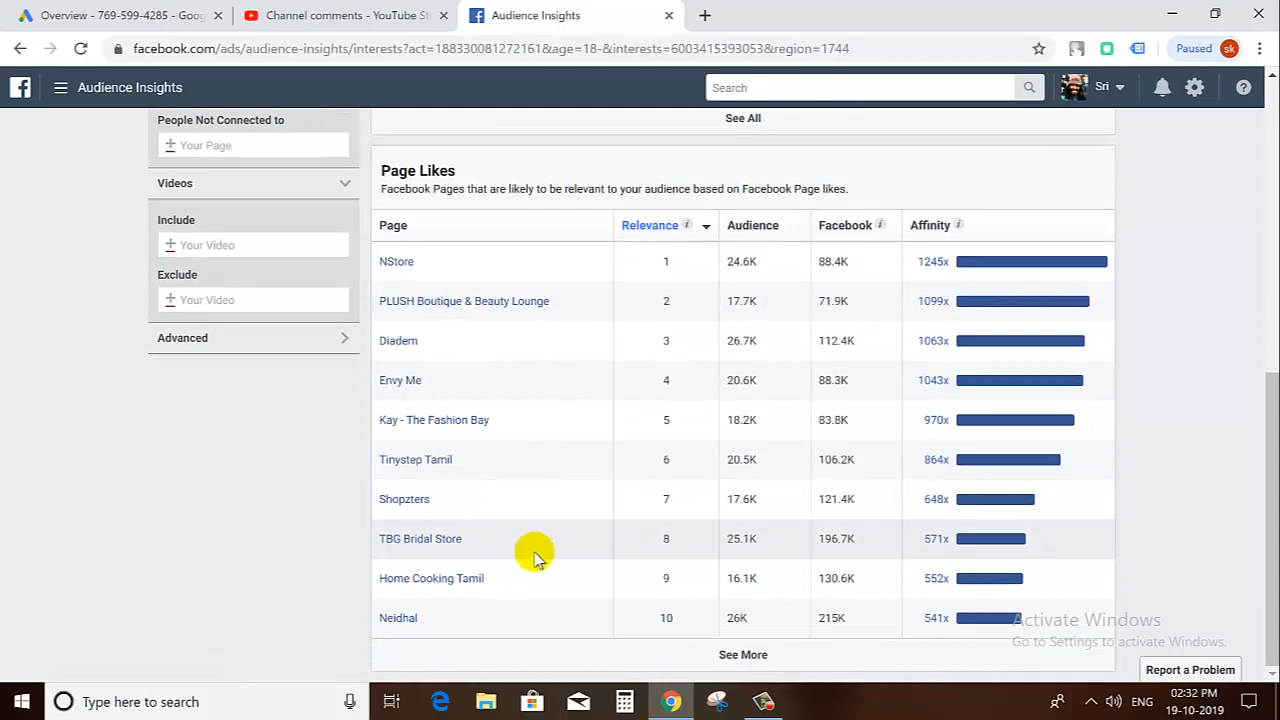 Overview - 769-599-4285 - Goog
Channel comments - YouTube St
Audience Insights
facebook.com/ads/audience-insights/interests?act=1883300812722161&age=18-&interests=6003415393053&region=1744
Paused
sk
Audience Insights
Search
Sri
People Not Connected to
Your Page
Videos
Include
Your Video
Exclude
Your Video
Advanced
See All
Page Likes
Facebook Pages that are likely to be relevant to your audience based on Facebook Page likes.
Page Relevance Audience Facebook Affinity
NStore 1 24.6K 88.4K 1245x
PLUSH Boutique & Beauty Lounge 2 17.7K 71.9K 1099x
Diadem 3 26.7K 112.4K 1063x
Envy Me 4 20.6K 88.3K 1043x
Kay - The Fashion Bay 5 18.2K 83.8K 970x
Tinystep Tamil 6 20.5K 106.2K 864x
Shopzters 7 17.6K 121.4K 648x
TBG Bridal Store 8 25.1K 196.7K 571x
Home Cooking Tamil 9 16.1K 130.6K 552x
Neidhal 10 26K 215K 541x
See More
Activate Windows
Go to Settings to activate Windows.
Report a Problem
Type here to search
ENG
02:32 PM
19-10-2019